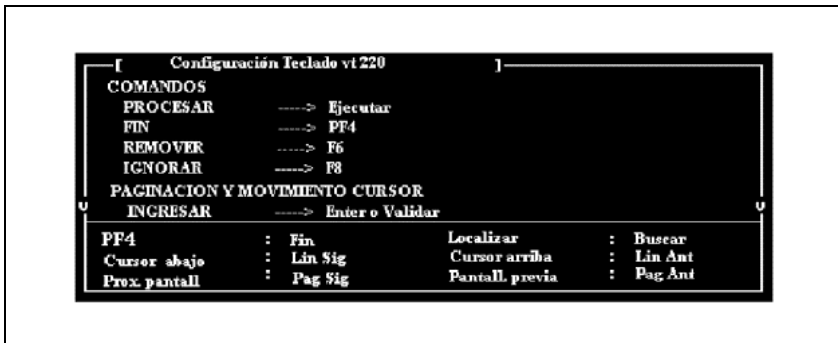 [ Configuración Teclado vt 220 ]
COMANDOS
PROCESAR -----> Ejecutar
FIN -----> PF4
REMOVER -----> F6
IGNORAR -----> F8
PAGINACION Y MOVIMIENTO CURSOR
INGRESAR -----> Enter o Validar
PF4 : Fin Localizar : Buscar
Cursor abajo : Lin Sig Cursor arriba : Lin Ant
Prox. pantall : Pag Sig Pantall. previa : Pag Ant